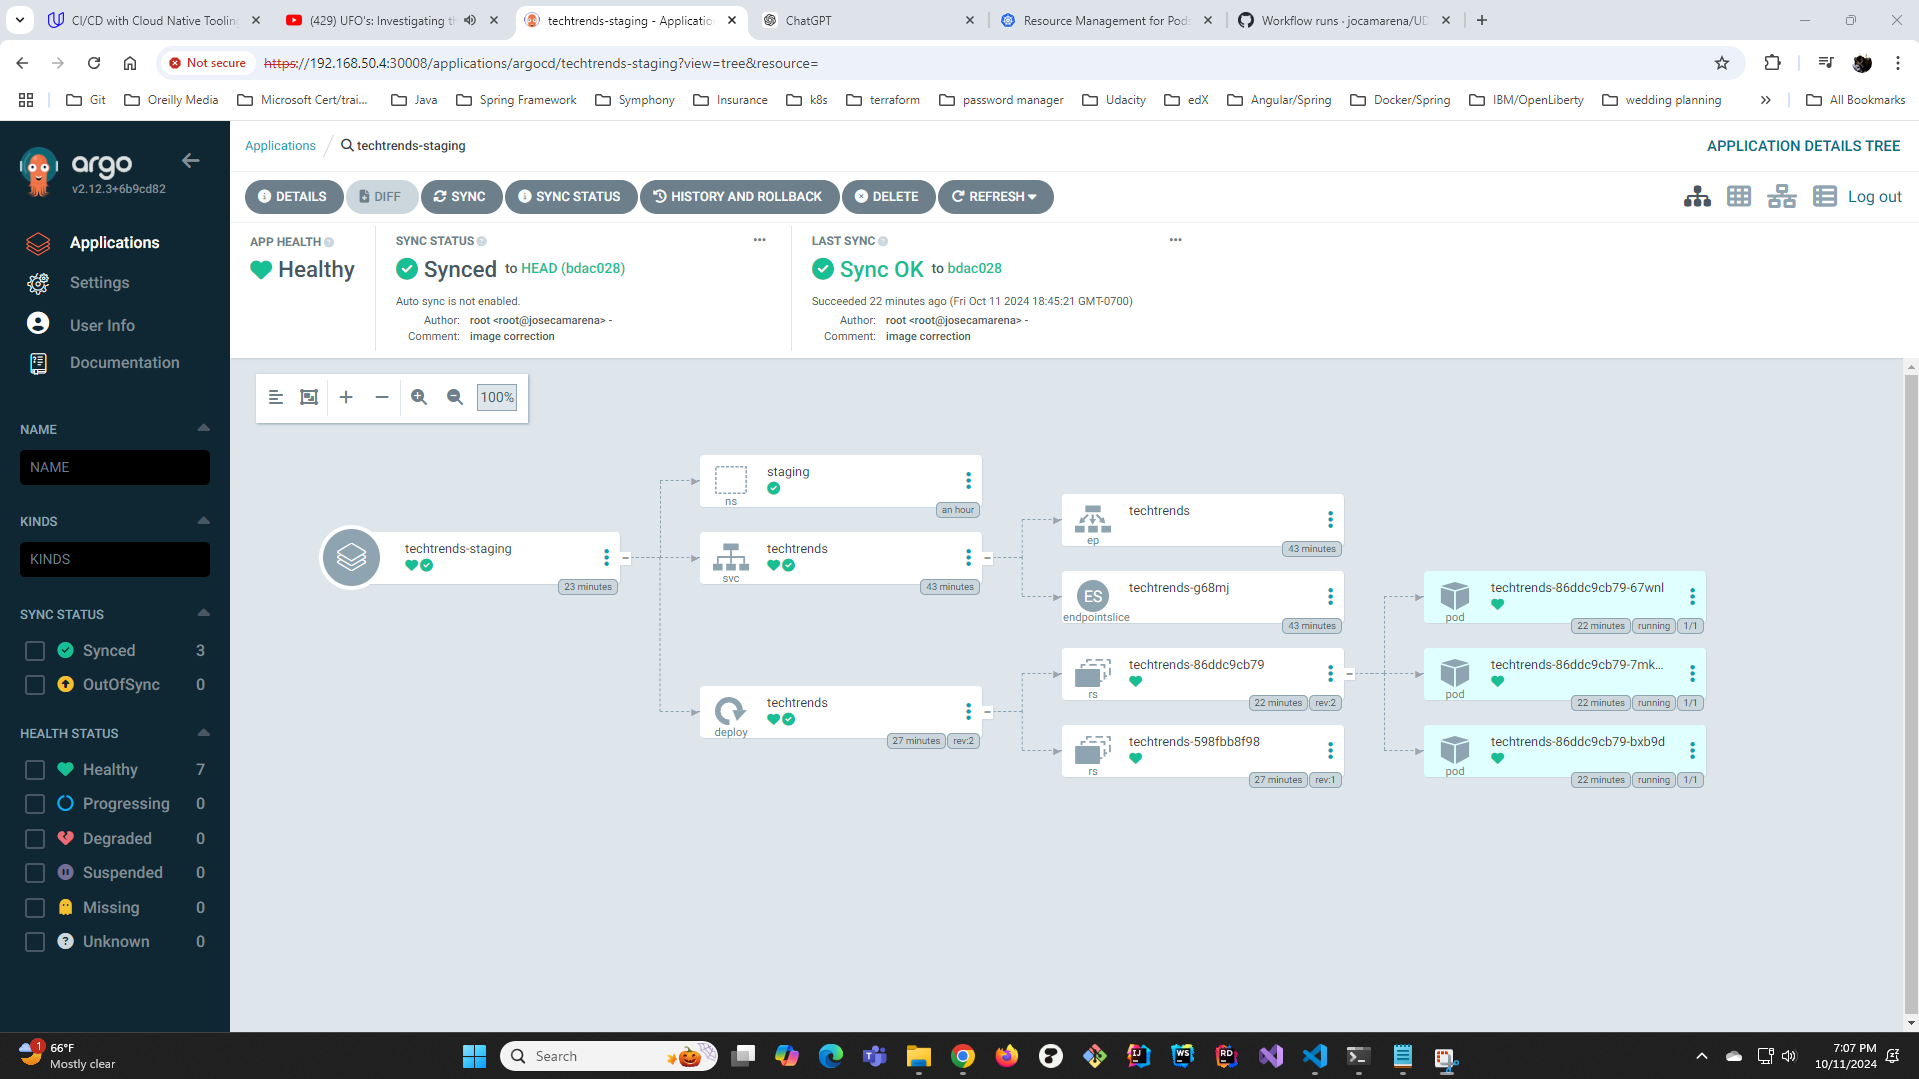 CI/CD with Cloud Native Tooling
(429) UFO's: Investigating th
techtrends-staging - Applicatio
ChatGPT
Resource Management for Pods
Workflow runs · jocamarena/UD
Not secure
https://192.168.50.4:30008/applications/argocd/techtrends-staging?view=tree&resource=
Git
Oreilly Media
Microsoft Cert/trai...
Java
Spring Framework
Symphony
Insurance
k8s
terraform
password manager
Udacity
edX
Angular/Spring
Docker/Spring
IBM/OpenLiberty
wedding planning
All Bookmarks
argo
v2.12.3+6b9cd82
Applications
Settings
User Info
Documentation
NAME
NAME
KINDS
KINDS
SYNC STATUS
Synced 3
OutOfSync 0
HEALTH STATUS
Healthy 7
Progressing 0
Degraded 0
Suspended 0
Missing 0
Unknown 0
Applications / techtrends-staging
APPLICATION DETAILS TREE
DETAILS
DIFF
SYNC
SYNC STATUS
HISTORY AND ROLLBACK
DELETE
REFRESH
Log out
APP HEALTH
Healthy
SYNC STATUS
Synced to HEAD (bdac028)
Auto sync is not enabled.
Author: root <root@josecamarena> -
Comment: image correction
LAST SYNC
Sync OK to bdac028
Succeeded 22 minutes ago (Fri Oct 11 2024 18:45:21 GMT-0700)
Author: root <root@josecamarena> -
Comment: image correction
100%
techtrends-staging
23 minutes
staging
ns
an hour
techtrends
svc
43 minutes
techtrends
deploy
27 minutes
rev:2
techtrends
ep
43 minutes
ES
techtrends-g68mj
endpointslice
43 minutes
techtrends-86ddc9cb79
rs
22 minutes
rev:2
techtrends-598fbb8f98
rs
27 minutes
rev:1
techtrends-86ddc9cb79-67wnl
pod
22 minutes
running
1/1
techtrends-86ddc9cb79-7mk...
pod
22 minutes
running
1/1
techtrends-86ddc9cb79-bxb9d
pod
22 minutes
running
1/1
1
66°F
Mostly clear
Search
IJ
WS
RD
7:07 PM
10/11/2024